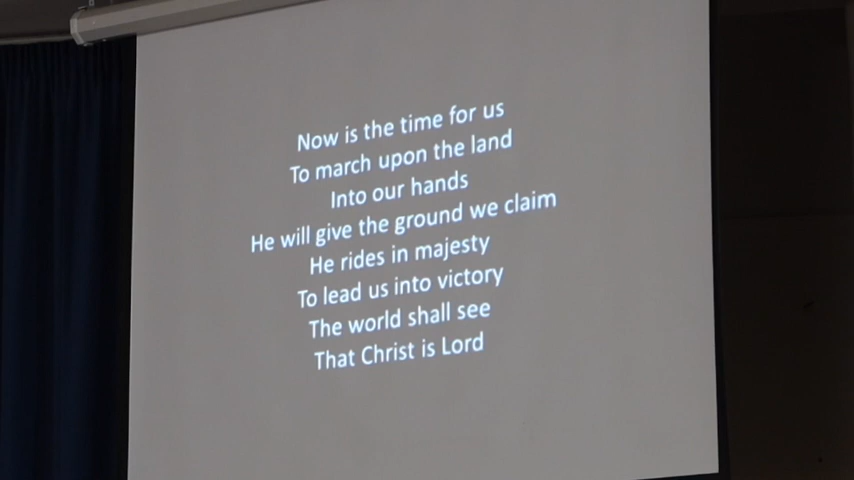 Now is the time for us
To march upon the land
Into our hands
He will give the ground we claim
He rides in majesty
To lead us into victory
The world shall see
That Christ is Lord